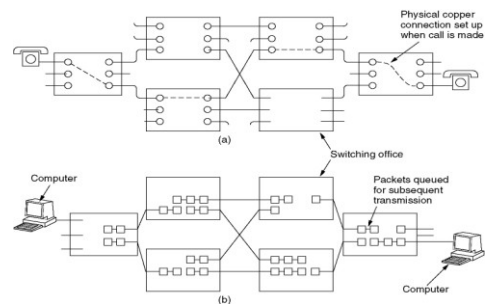 Physical copper
connection set up
when call is made
(a)
Switching office
Computer
Packets queued
for subsequent
transmission
Computer
(b)